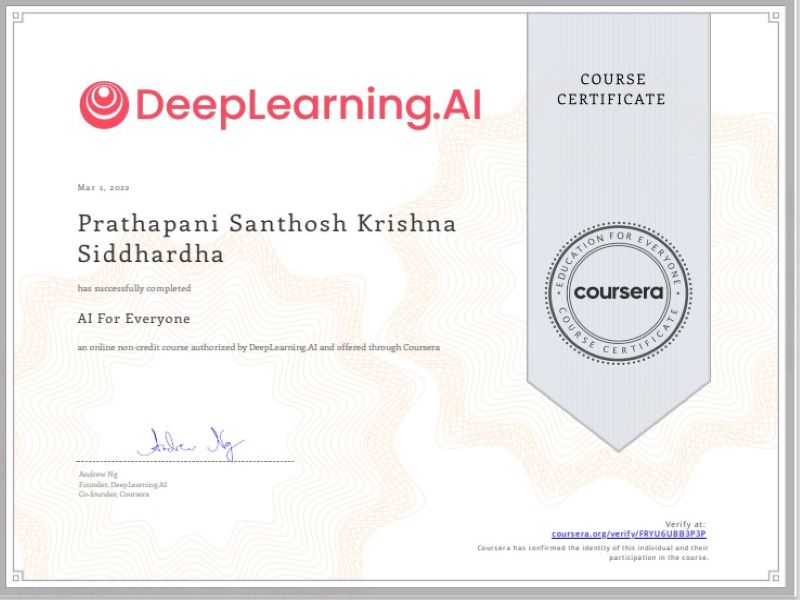 DeepLearning.AI
COURSE
CERTIFICATE
Mar 1, 2022
Prathapani Santhosh Krishna
Siddhardha
has successfully completed
AI For Everyone
an online non-credit course authorized by DeepLearning.AI and offered through Coursera
EDUCATION FOR EVERYONE
coursera
COURSE CERTIFICATE
Andrew Ng
Andrew Ng
Founder, DeepLearning.AI
Co-founder, Coursera
Verify at:
coursera.org/verify/FRYU6UBB3P3P
Coursera has confirmed the identity of this individual and their
participation in the course.